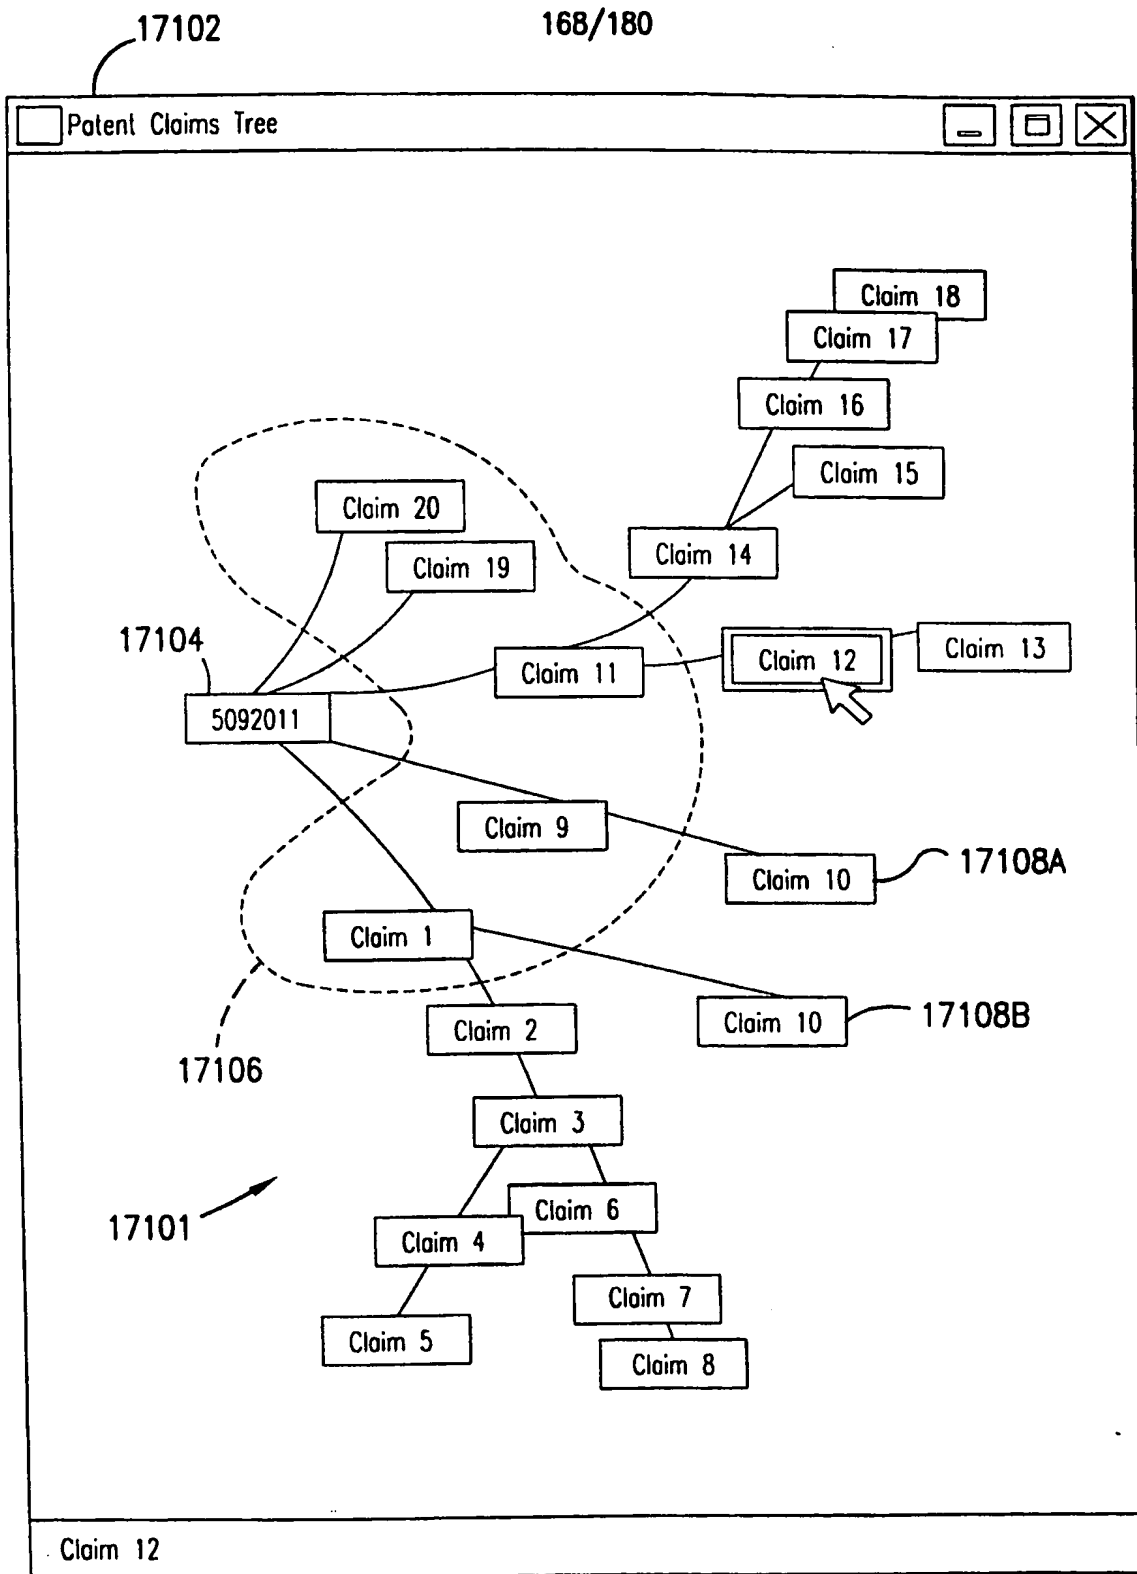 17102
168/180
Patent Claims Tree
Claim 18
Claim 17
Claim 16
Claim 15
Claim 20
Claim 14
Claim 19
17104
Claim 11
Claim 12
Claim 13
5092011
Claim 9
17108A
Claim 10
Claim 1
17108B
Claim 10
Claim 2
17106
Claim 3
Claim 6
17101
Claim 4
Claim 7
Claim 5
Claim 8
Claim 12